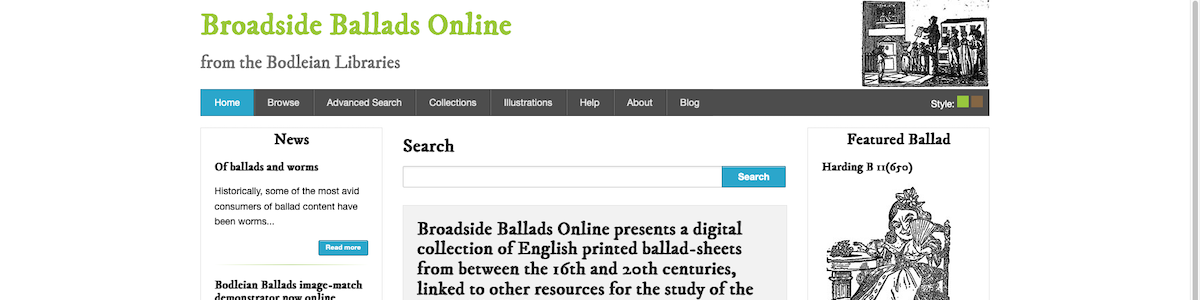 Broadside Ballads Online
from the Bodleian Libraries
Home Browse Advanced Search Collections Illustrations Help About Blog Style:
News
Of ballads and worms
Historically, some of the most avid
consumers of ballad content have
been worms...
Read more
Bodleian Ballads image-match
demonstrator now online
Search
Search
Broadside Ballads Online presents a digital
collection of English printed ballad-sheets
from between the 16th and 20th centuries,
linked to other resources for the study of the
Featured Ballad
Harding B 11(650)